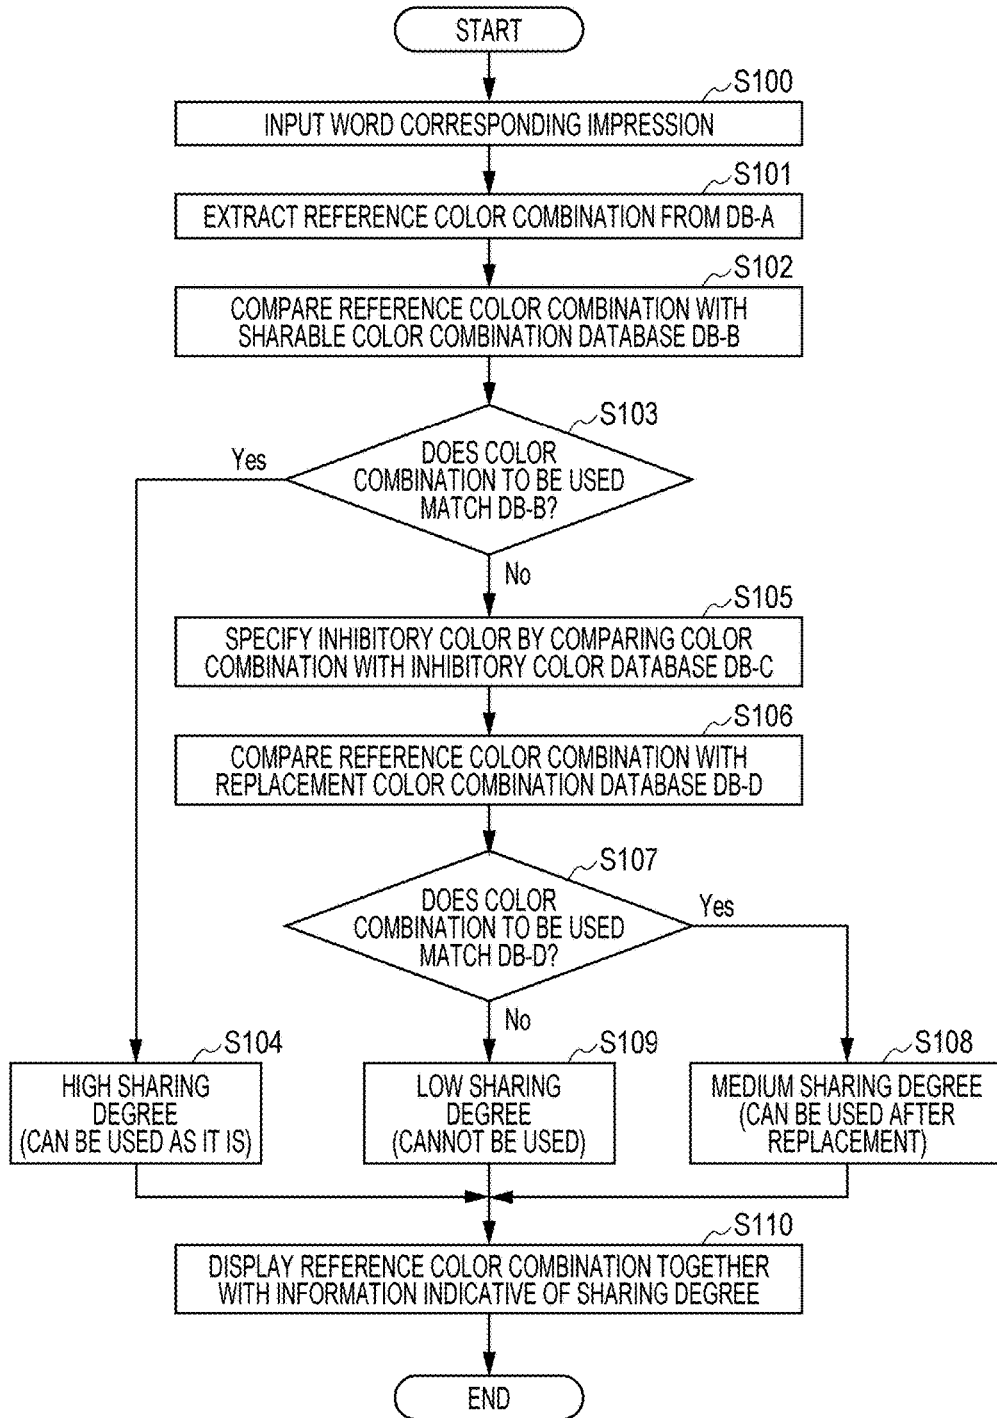 START
S100
INPUT WORD CORRESPONDING IMPRESSION
S101
EXTRACT REFERENCE COLOR COMBINATION FROM DB-A
S102
COMPARE REFERENCE COLOR COMBINATION WITH
SHARABLE COLOR COMBINATION DATABASE DB-B
S103
Yes
DOES COLOR
COMBINATION TO BE USED
MATCH DB-B?
No
S105
SPECIFY INHIBITORY COLOR BY COMPARING COLOR
COMBINATION WITH INHIBITORY COLOR DATABASE DB-C
S106
COMPARE REFERENCE COLOR COMBINATION WITH
REPLACEMENT COLOR COMBINATION DATABASE DB-D
S107
DOES COLOR
COMBINATION TO BE USED
MATCH DB-D?
Yes
No
S104
HIGH SHARING
DEGREE
(CAN BE USED AS IT IS)
S109
LOW SHARING
DEGREE
(CANNOT BE USED)
S108
MEDIUM SHARING DEGREE
(CAN BE USED AFTER
REPLACEMENT)
S110
DISPLAY REFERENCE COLOR COMBINATION TOGETHER
WITH INFORMATION INDICATIVE OF SHARING DEGREE
END